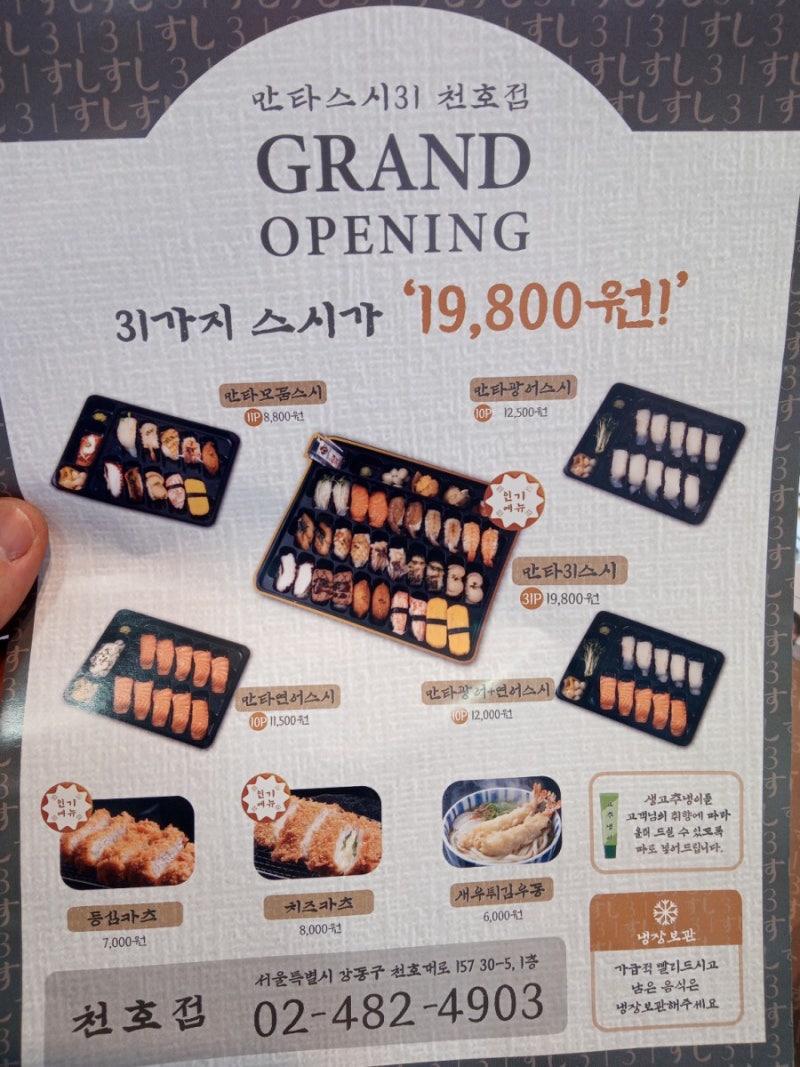 만타스시31 천호점
GRAND
OPENING
31가지 스시가 '19,800원!'
만타모둠스시
11P 8,800원
만타광어스시
10P 12,500원
인기
메뉴
만타31스시
31P 19,800원
만타연어스시
10P 11,500원
만타광어+연어스시
10P 12,000원
인기
메뉴
등심카츠
7,000원
인기
메뉴
치즈카츠
8,000원
새우튀김우동
6,000원
생고추냉이를
고객님의 취향에 따라
올려 드실 수 있도록
따로 넣어드립니다.
냉장보관
가급적 빨리드시고
남은 음식은
냉장보관해주세요
천호점
서울특별시 강동구 천호대로 157 30-5, 1층
02-482-4903